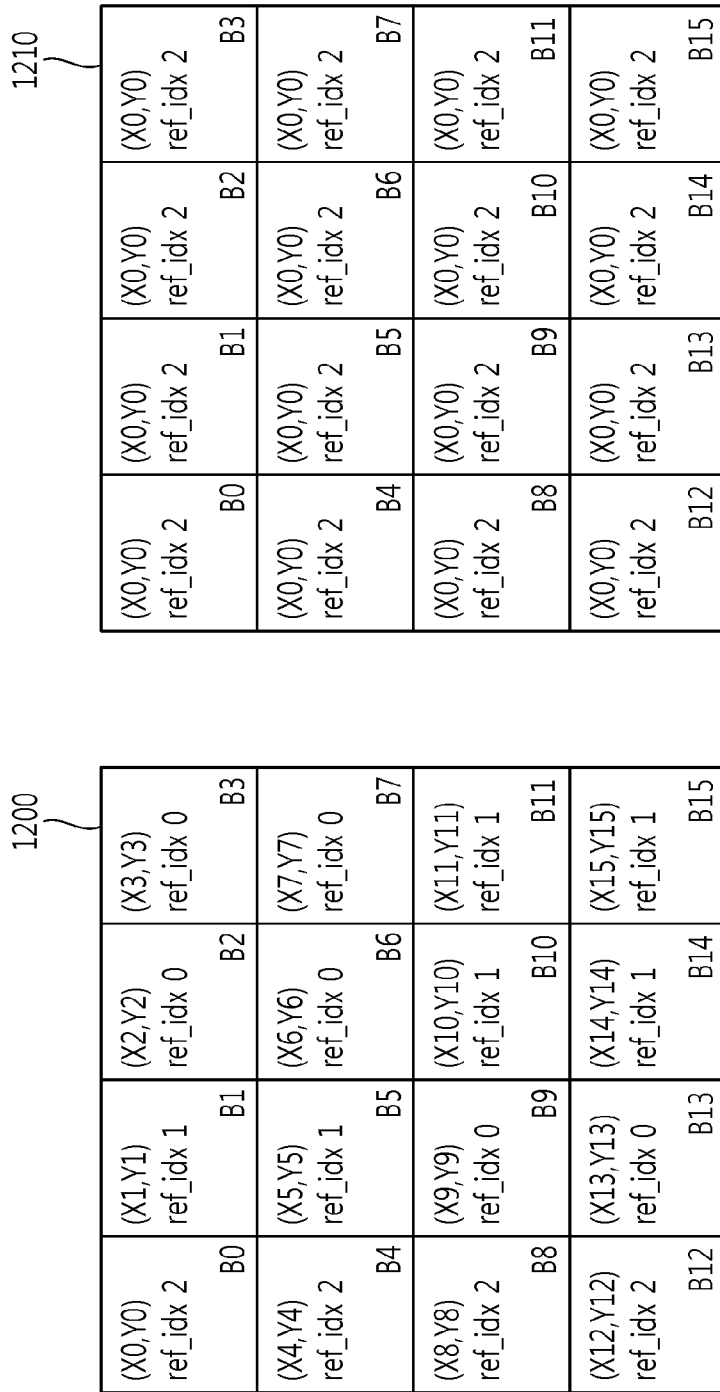 1200
(X0,Y0)
ref_idx 2
B0
(X1,Y1)
ref_idx 1
B1
(X2,Y2)
ref_idx 0
B2
(X3,Y3)
ref_idx 0
B3
(X4,Y4)
ref_idx 2
B4
(X5,Y5)
ref_idx 1
B5
(X6,Y6)
ref_idx 0
B6
(X7,Y7)
ref_idx 0
B7
(X8,Y8)
ref_idx 2
B8
(X9,Y9)
ref_idx 0
B9
(X10,Y10)
ref_idx 1
B10
(X11,Y11)
ref_idx 1
B11
(X12,Y12)
ref_idx 2
B12
(X13,Y13)
ref_idx 0
B13
(X14,Y14)
ref_idx 1
B14
(X15,Y15)
ref_idx 1
B15
1210
(X0,Y0)
ref_idx 2
B0
(X0,Y0)
ref_idx 2
B1
(X0,Y0)
ref_idx 2
B2
(X0,Y0)
ref_idx 2
B3
(X0,Y0)
ref_idx 2
B4
(X0,Y0)
ref_idx 2
B5
(X0,Y0)
ref_idx 2
B6
(X0,Y0)
ref_idx 2
B7
(X0,Y0)
ref_idx 2
B8
(X0,Y0)
ref_idx 2
B9
(X0,Y0)
ref_idx 2
B10
(X0,Y0)
ref_idx 2
B11
(X0,Y0)
ref_idx 2
B12
(X0,Y0)
ref_idx 2
B13
(X0,Y0)
ref_idx 2
B14
(X0,Y0)
ref_idx 2
B15